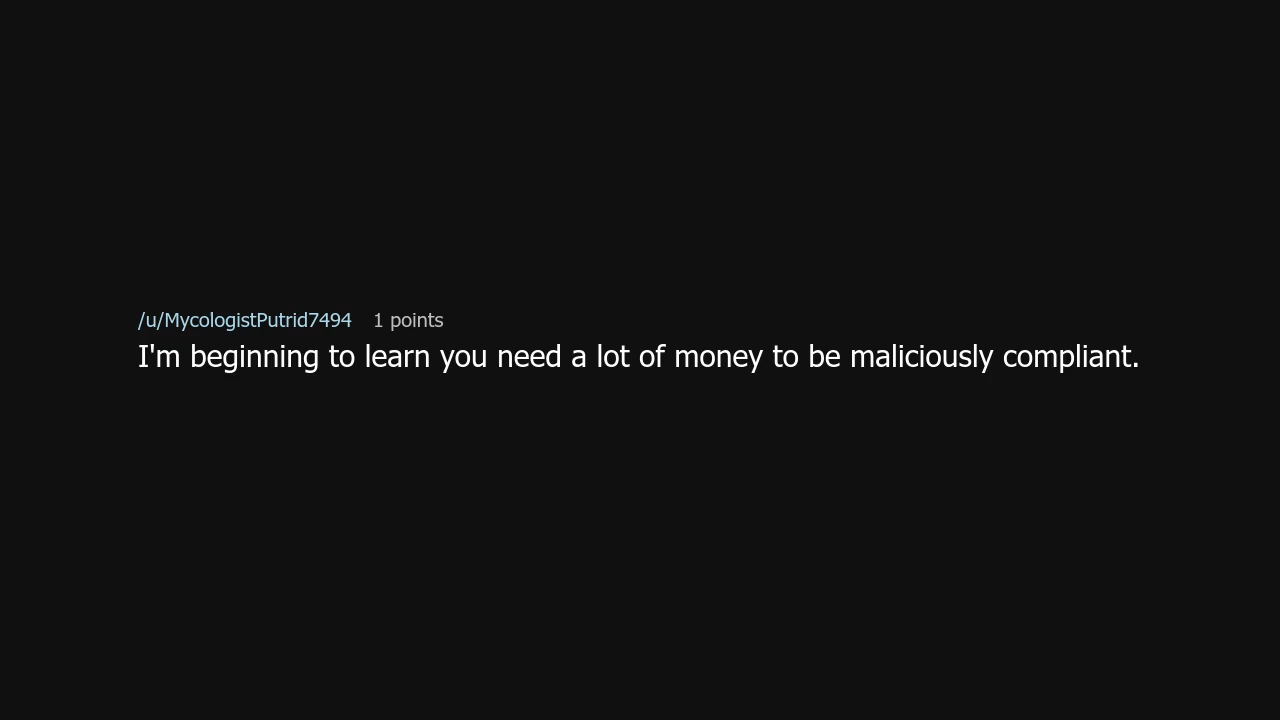 /u/MycologistPutrid7494 1 points
I'm beginning to learn you need a lot of money to be maliciously compliant.